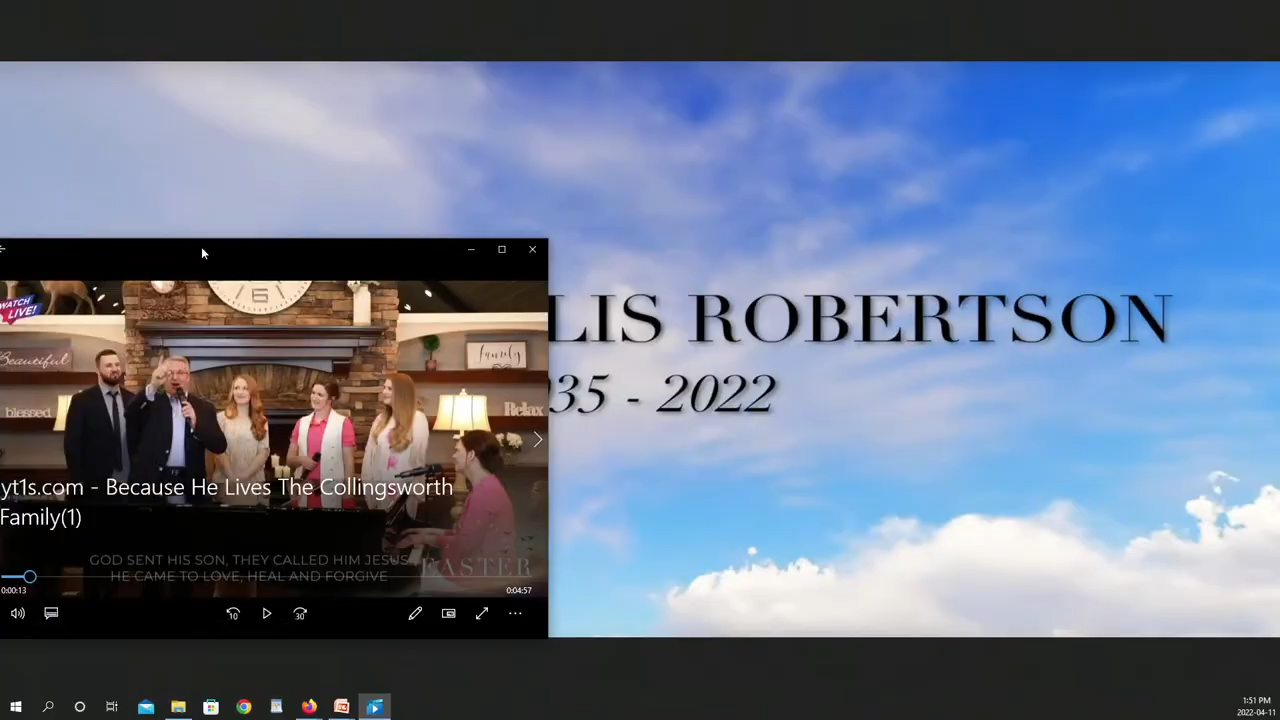 LIS ROBERTSON
35 - 2022
WATCH
LIVE!
Beautiful
family
blessed
Relax
yt1s.com - Because He Lives The Collingsworth
Family(1)
GOD SENT HIS SON, THEY CALLED HIM JESUS
HE CAME TO LOVE, HEAL AND FORGIVE
EASTER
0:00:13
0:04:57
10
30
1:51 PM
2022-04-11